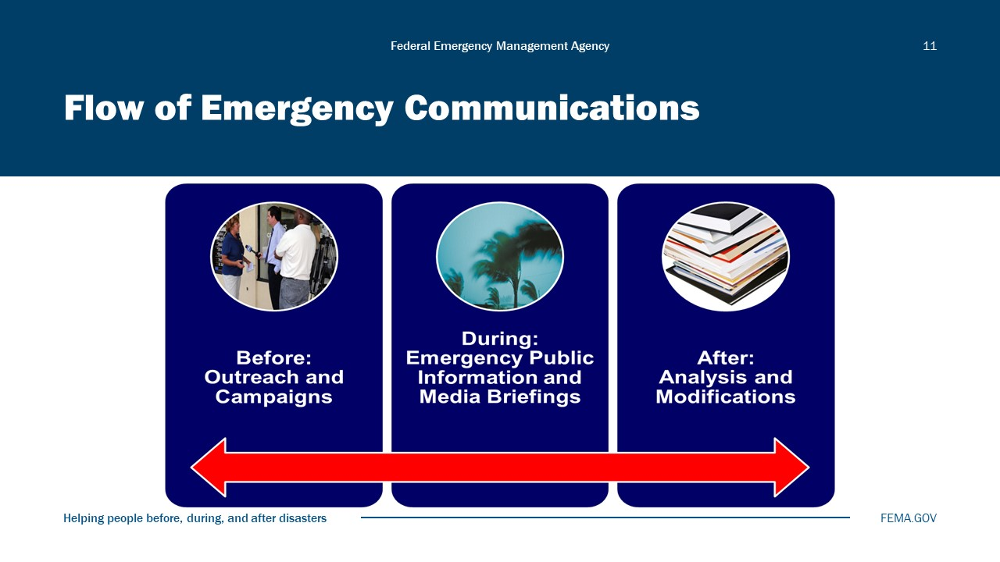 Federal Emergency Management Agency
11
Flow of Emergency Communications
Before:
Outreach and
Campaigns
During:
Emergency Public
Information and
Media Briefings
After:
Analysis and
Modifications
Helping people before, during, and after disasters
FEMA.GOV